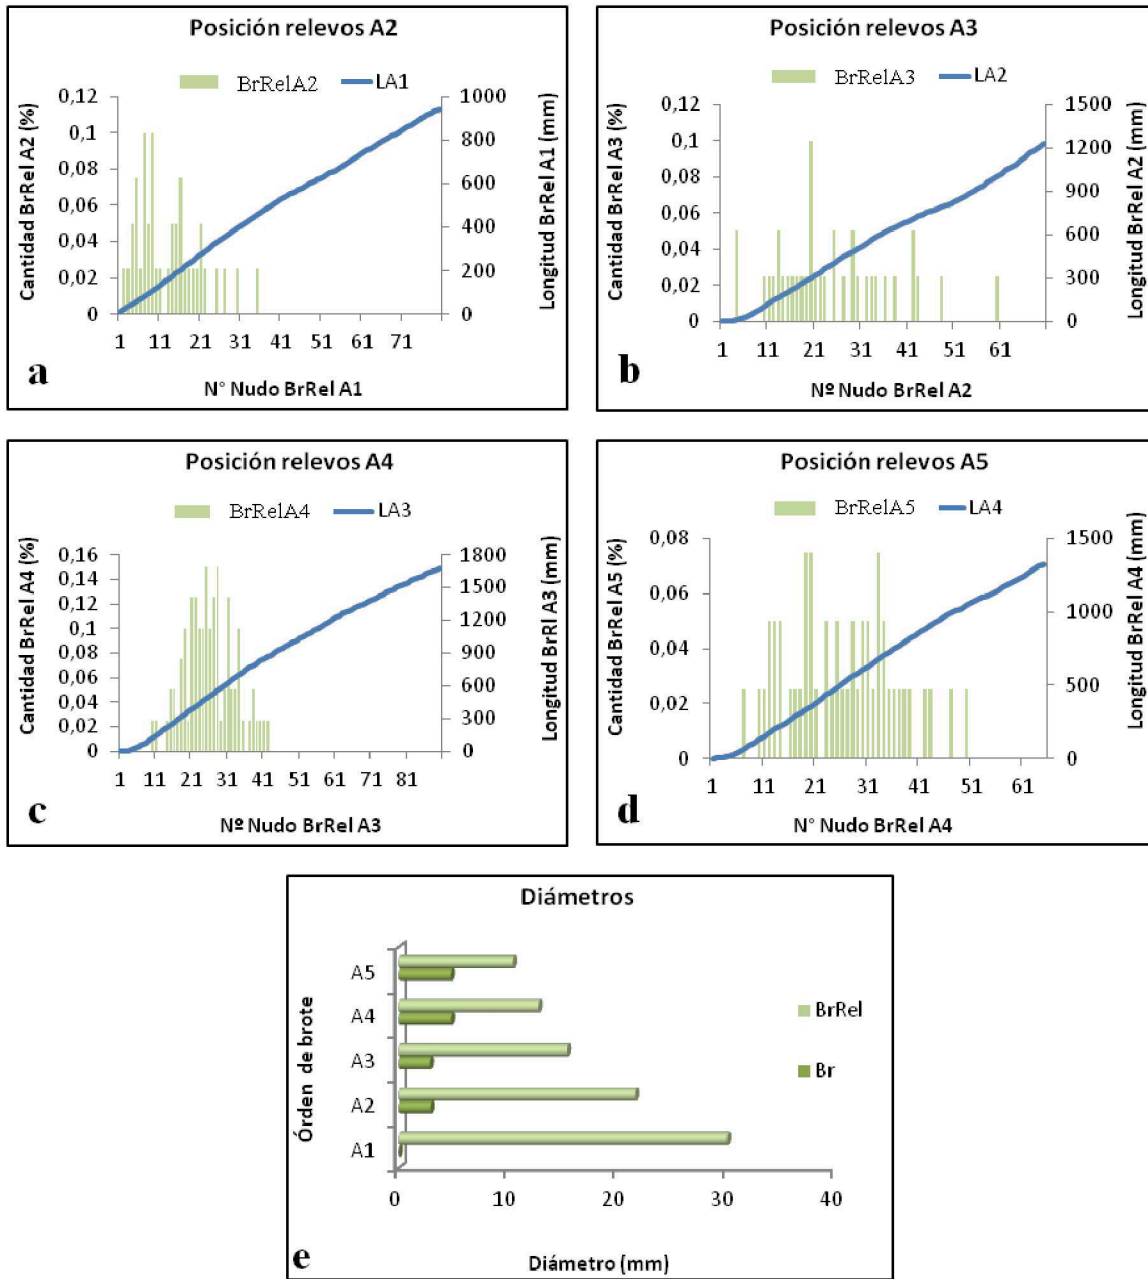 Posición relevos A2
BrRelA2 LA1
Cantidad BrRel A2 (%)
0,12
0,1
0,08
0,06
0,04
0,02
0
1000
800
600
400
200
0
Longitud BrRel A1 (mm)
1 11 21 31 41 51 61 71
N° Nudo BrRel A1
a
Posición relevos A3
BrRelA3 LA2
Cantidad BrRel A3 (%)
0,12
0,1
0,08
0,06
0,04
0,02
0
1500
1200
900
600
300
0
Longitud BrRel A2 (mm)
1 11 21 31 41 51 61
Nº Nudo BrRel A2
b
Posición relevos A4
BrRelA4 LA3
Cantidad BrRel A4 (%)
0,16
0,14
0,12
0,1
0,08
0,06
0,04
0,02
0
1800
1500
1200
900
600
300
0
Longitud BrRl A3 (mm)
1 11 21 31 41 51 61 71 81
Nº Nudo BrRel A3
c
Posición relevos A5
BrRelA5 LA4
Cantidad BrRel A5 (%)
0,08
0,06
0,04
0,02
0
1500
1000
500
0
Longitud BrRel A4 (mm)
1 11 21 31 41 51 61
N° Nudo BrRel A4
d
Diámetros
Órden de brote
A5
A4
A3
A2
A1
BrRel
Br
0 10 20 30 40
Diámetro (mm)
e